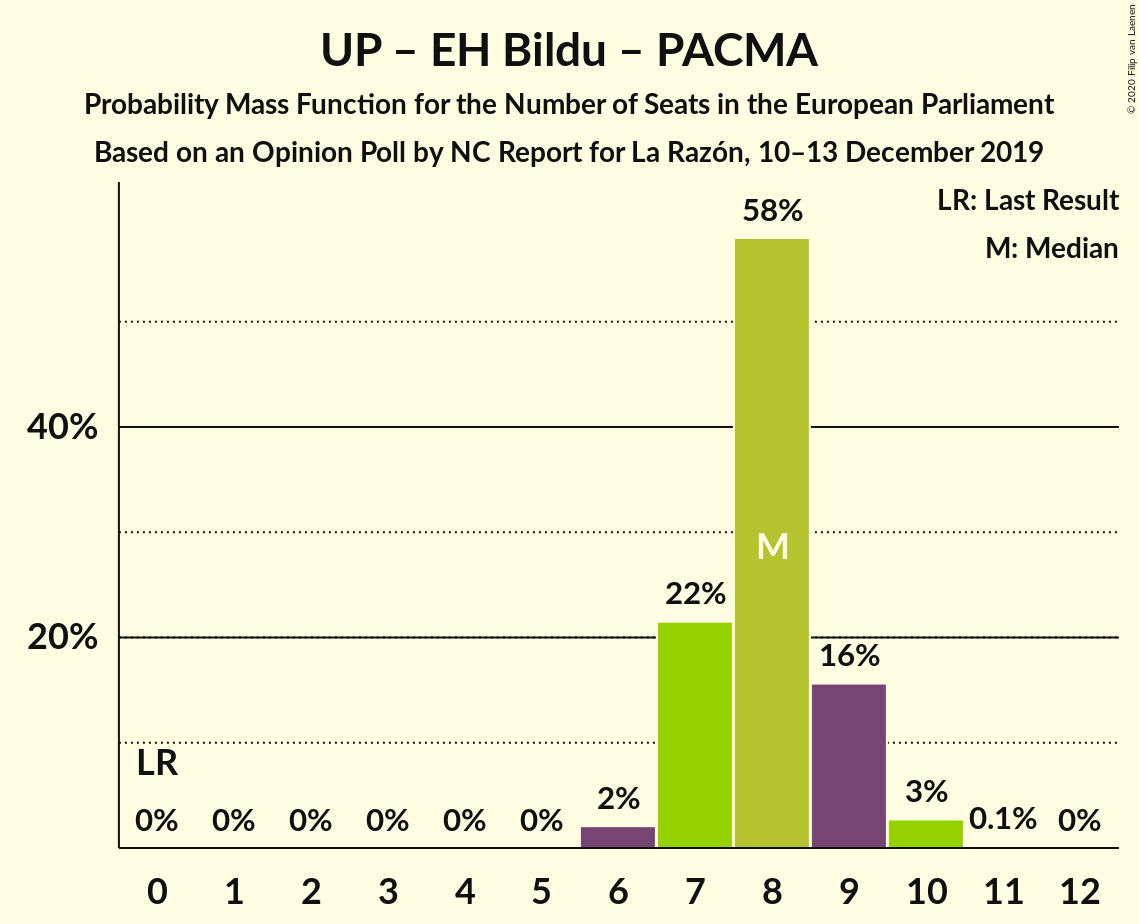 UP – EH Bildu – PACMA
Probability Mass Function for the Number of Seats in the European Parliament
Based on an Opinion Poll by NC Report for La Razón, 10–13 December 2019
© 2020 Filip van Laenen
LR: Last Result
M: Median
58%
40%
M
22%
20%
16%
LR
0% 0% 0% 0% 0% 0% 2% 3% 0.1% 0%
0 1 2 3 4 5 6 7 8 9 10 11 12